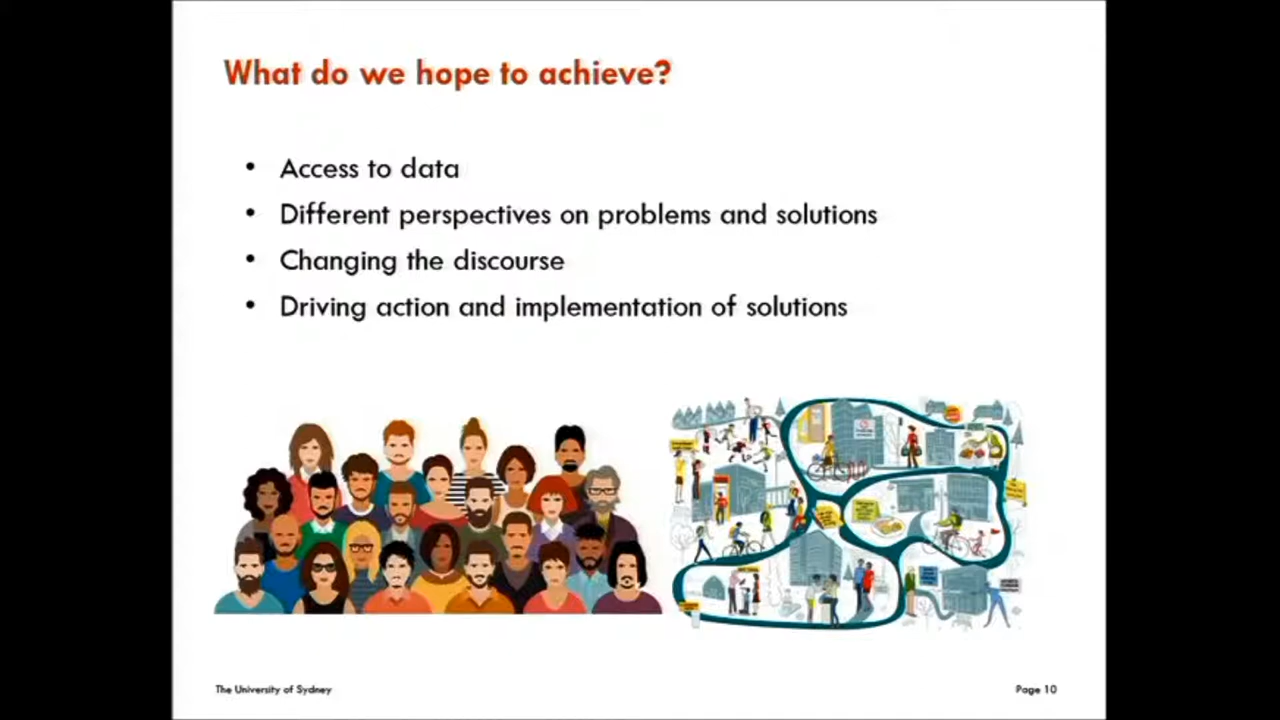 What do we hope to achieve?
• Access to data
• Different perspectives on problems and solutions
• Changing the discourse
• Driving action and implementation of solutions
The University of Sydney
Page 10